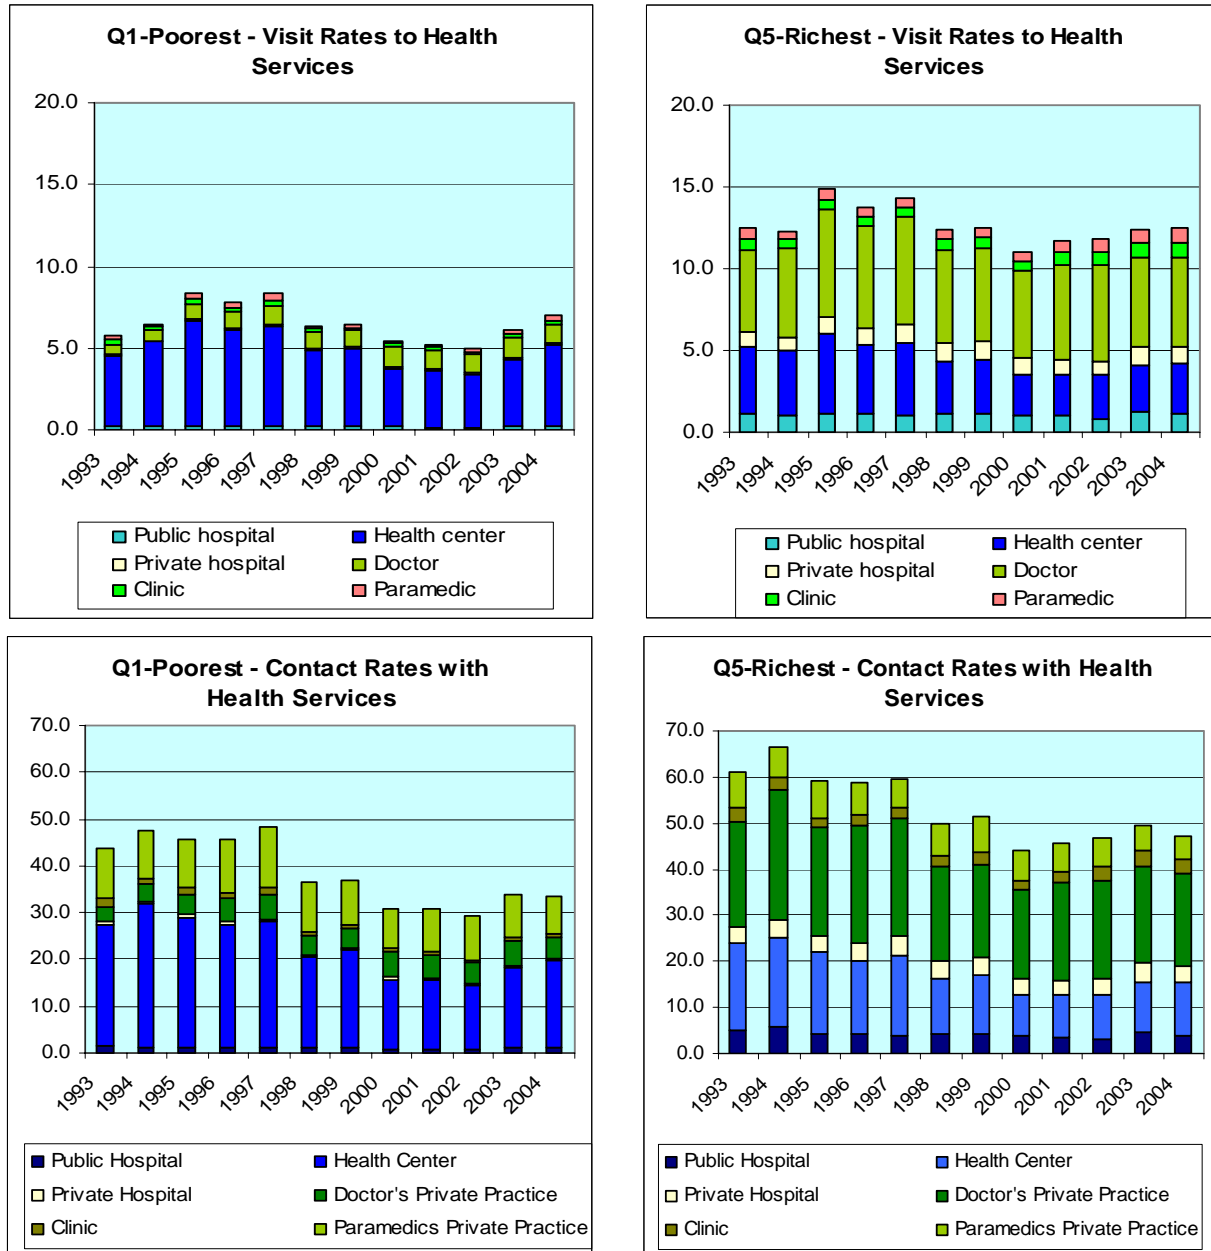 Q1-Poorest - Visit Rates to Health
Services
20.0
15.0
10.0
5.0
0.0
1993
1994
1995
1996
1997
1998
1999
2000
2001
2002
2003
2004
Public hospital
Health center
Private hospital
Doctor
Clinic
Paramedic
Q5-Richest - Visit Rates to Health
Services
20.0
15.0
10.0
5.0
0.0
1993
1994
1995
1996
1997
1998
1999
2000
2001
2002
2003
2004
Public hospital
Health center
Private hospital
Doctor
Clinic
Paramedic
Q1-Poorest - Contact Rates with
Health Services
70.0
60.0
50.0
40.0
30.0
20.0
10.0
0.0
1993
1994
1995
1996
1997
1998
1999
2000
2001
2002
2003
2004
Public Hospital
Health Center
Private Hospital
Doctor's Private Practice
Clinic
Paramedics Private Practice
Q5-Richest - Contact Rates with Health
Services
70.0
60.0
50.0
40.0
30.0
20.0
10.0
0.0
1993
1994
1995
1996
1997
1998
1999
2000
2001
2002
2003
2004
Public Hospital
Health Center
Private Hospital
Doctor's Private Practice
Clinic
Paramedics Private Practice